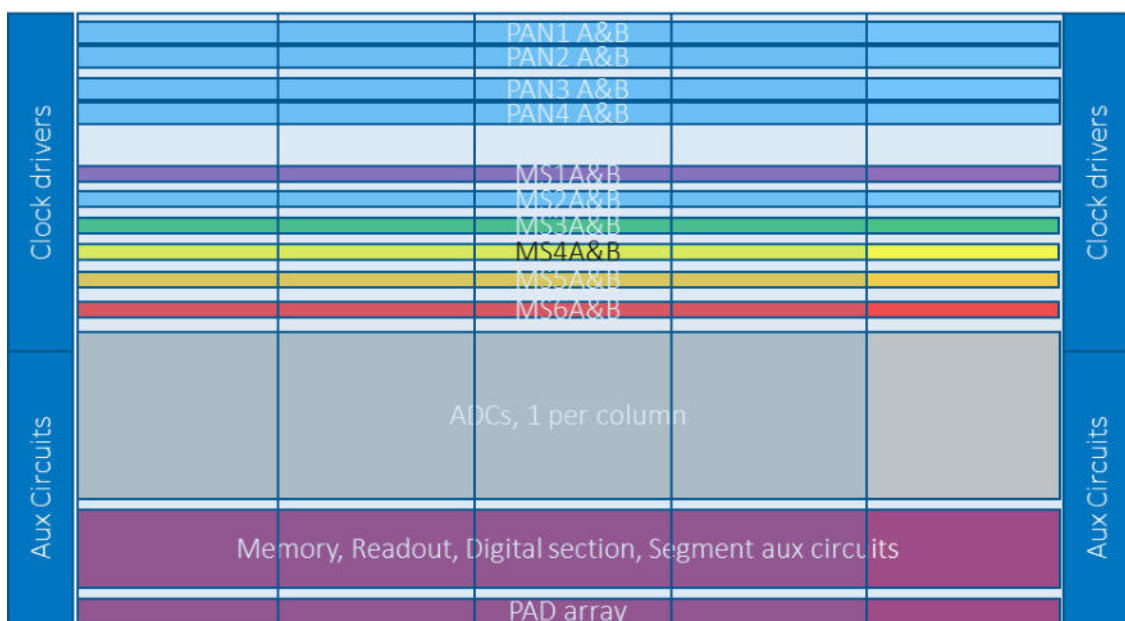 PAN1 A&B
PAN2 A&B
PAN3 A&B
PAN4 A&B
MS1A&B
MS2A&B
MS3A&B
MS4A&B
MS5A&B
MS6A&B
Clock drivers
Clock drivers
ADCs, 1 per column
Aux Circuits
Aux Circuits
Memory, Readout, Digital section, Segment aux circuits
PAD array